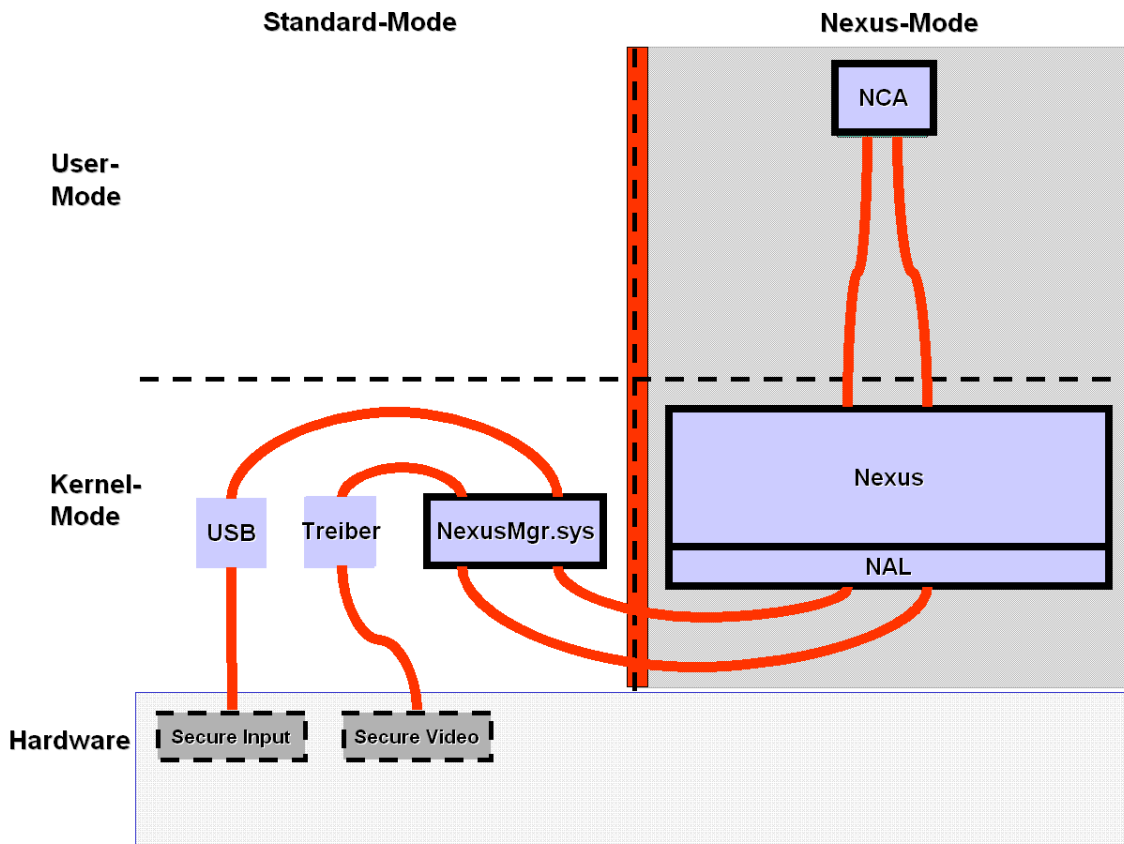 Standard-Mode
Nexus-Mode
NCA
User-
Mode
Kernel-
Mode
Nexus
USB
Treiber
NexusMgr.sys
NAL
Hardware
Secure Input
Secure Video